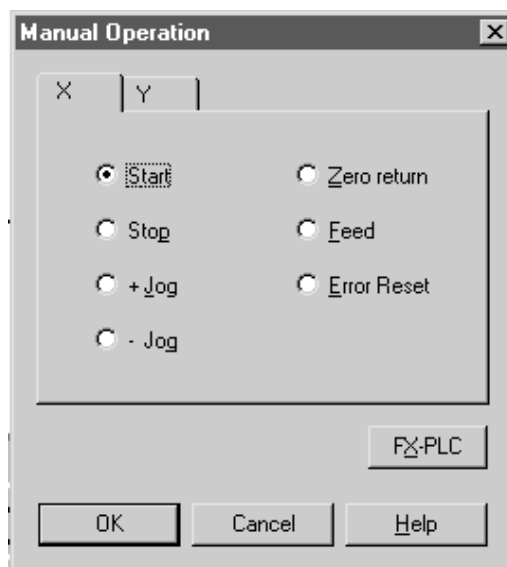 Manual Operation
X Y
Start Zero return
Stop Feed
+ Jog Error Reset
- Jog
FX-PLC
OK Cancel Help